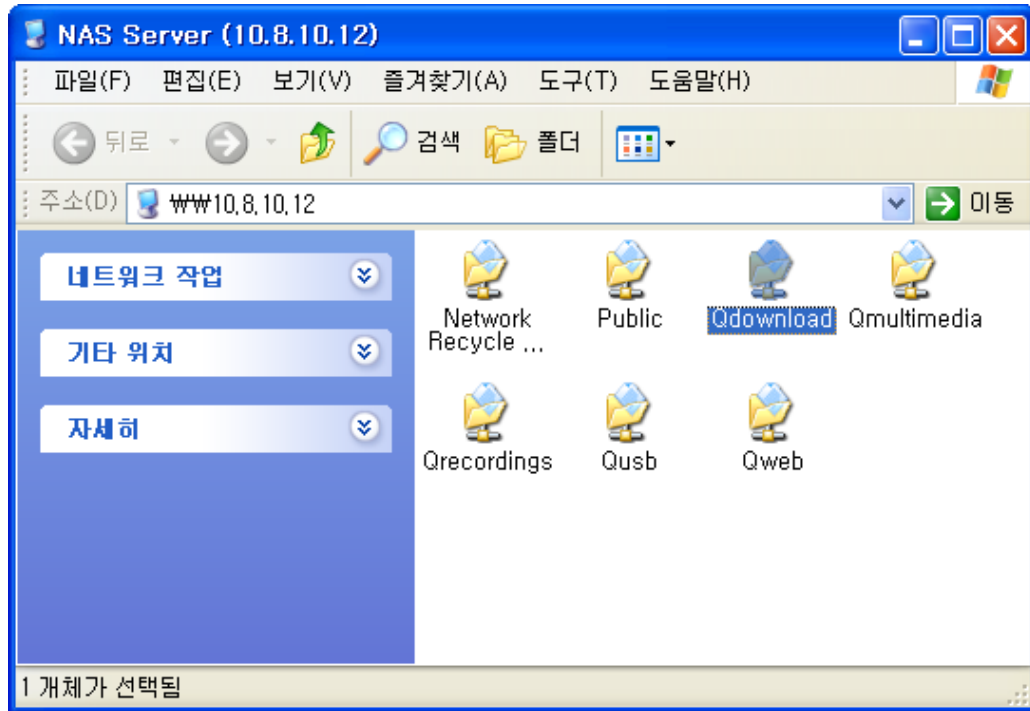 NAS Server (10.8.10.12)
파일(F) 편집(E) 보기(V) 즐겨찾기(A) 도구(T) 도움말(H)
뒤로 검색 폴더
주소(D) ₩₩10,8,10,12 이동
네트워크 작업
기타 위치
자세히
Network
Recycle ...
Public
Qdownload
Qmultimedia
Qrecordings
Qusb
Qweb
1 개체가 선택됨